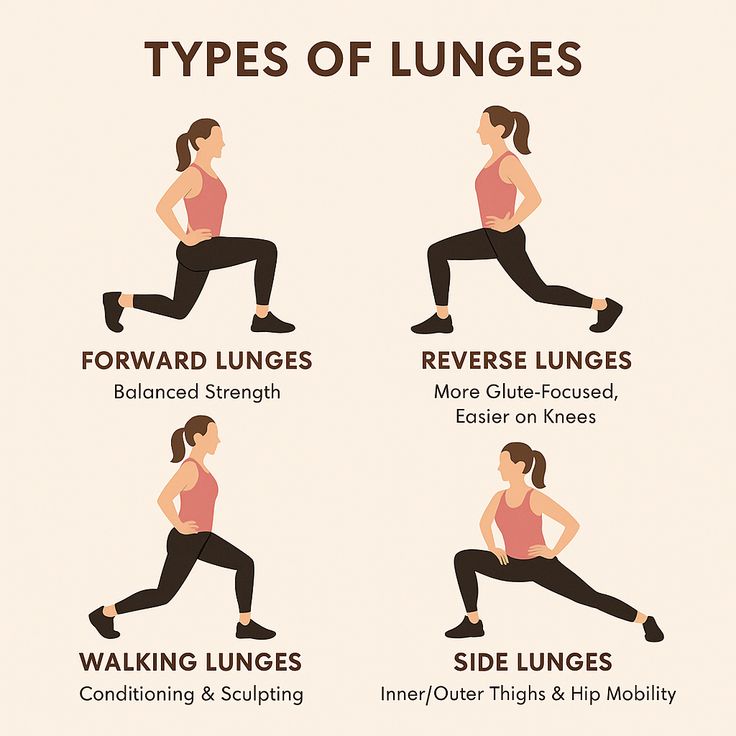 TYPES OF LUNGES
FORWARD LUNGES
Balanced Strength
REVERSE LUNGES
More Glute-Focused,
Easier on Knees
WALKING LUNGES
Conditioning & Sculpting
SIDE LUNGES
Inner/Outer Thighs & Hip Mobility